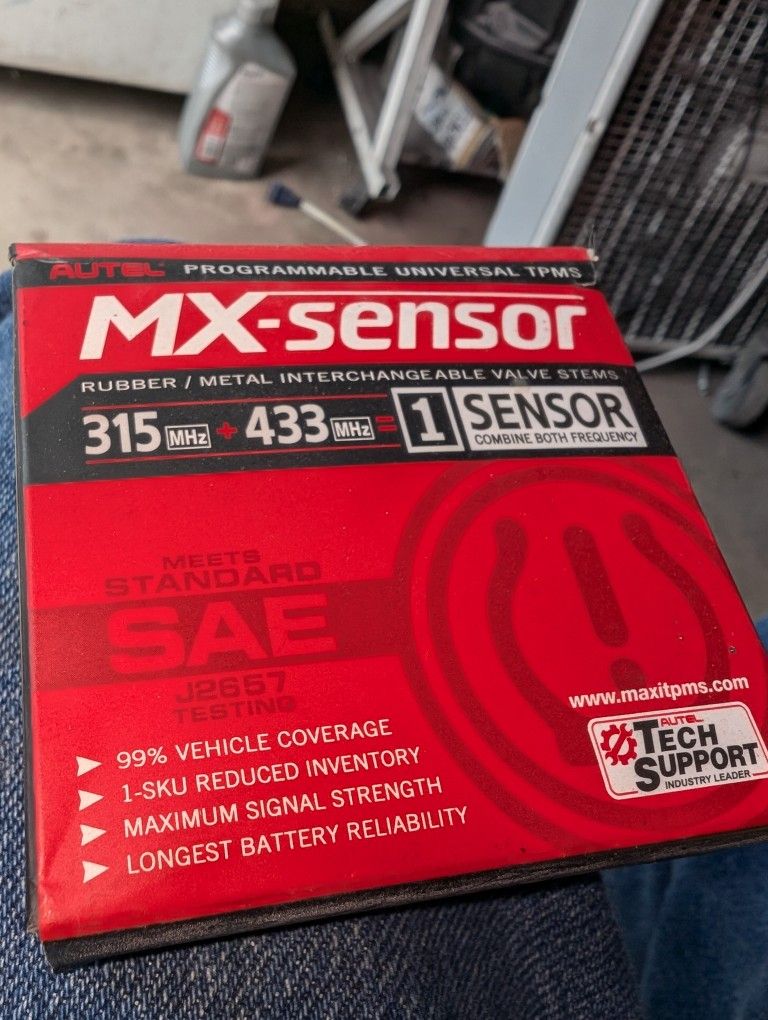 AUTEL PROGRAMMABLE UNIVERSAL TPMS
MX-sensor
RUBBER / METAL INTERCHANGEABLE VALVE STEMS
315 MHz + 433 MHz = 1 SENSOR
COMBINE BOTH FREQUENCY
MEETS
STANDARD
SAE
J2657
TESTING
www.maxitpms.com
AUTEL
TECH
SUPPORT
INDUSTRY LEADER
99% VEHICLE COVERAGE
1-SKU REDUCED INVENTORY
MAXIMUM SIGNAL STRENGTH
LONGEST BATTERY RELIABILITY